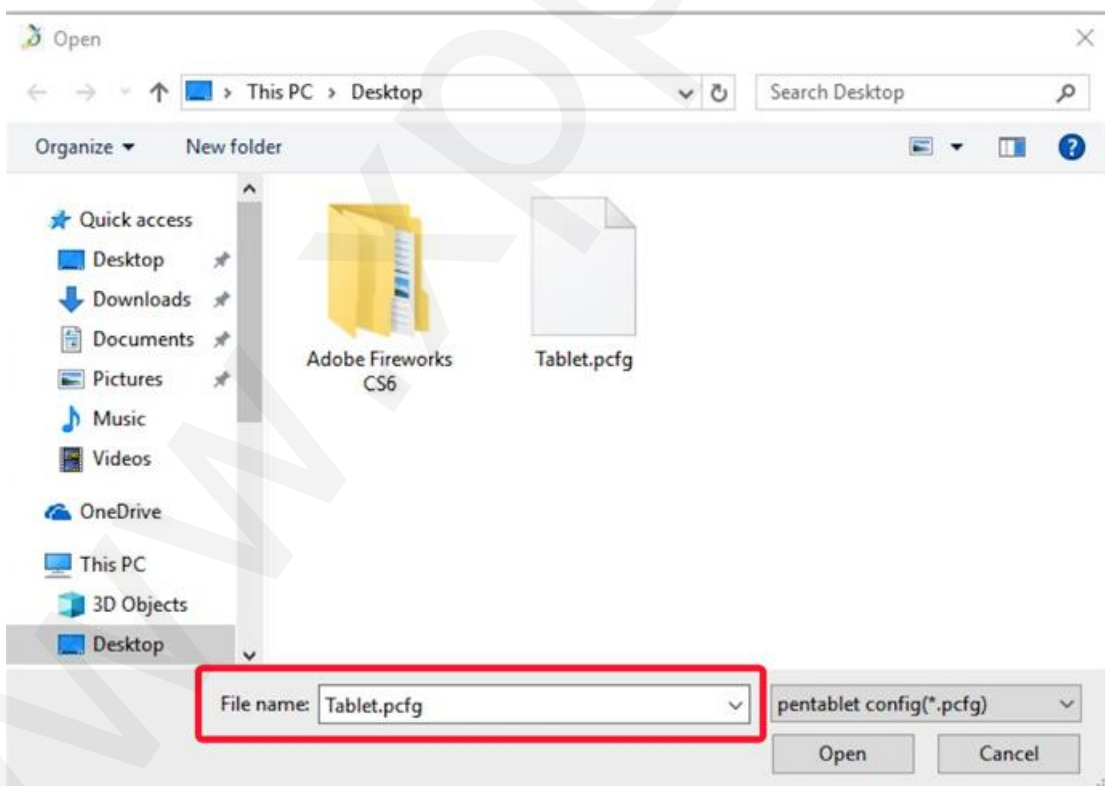 Open
This PC > Desktop
Search Desktop
Organize
New folder
Quick access
Desktop
Downloads
Documents
Pictures
Music
Videos
OneDrive
This PC
3D Objects
Desktop
Adobe Fireworks
CS6
Tablet.pcfg
File name: Tablet.pcfg
pentablet config(*.pcfg)
Open
Cancel